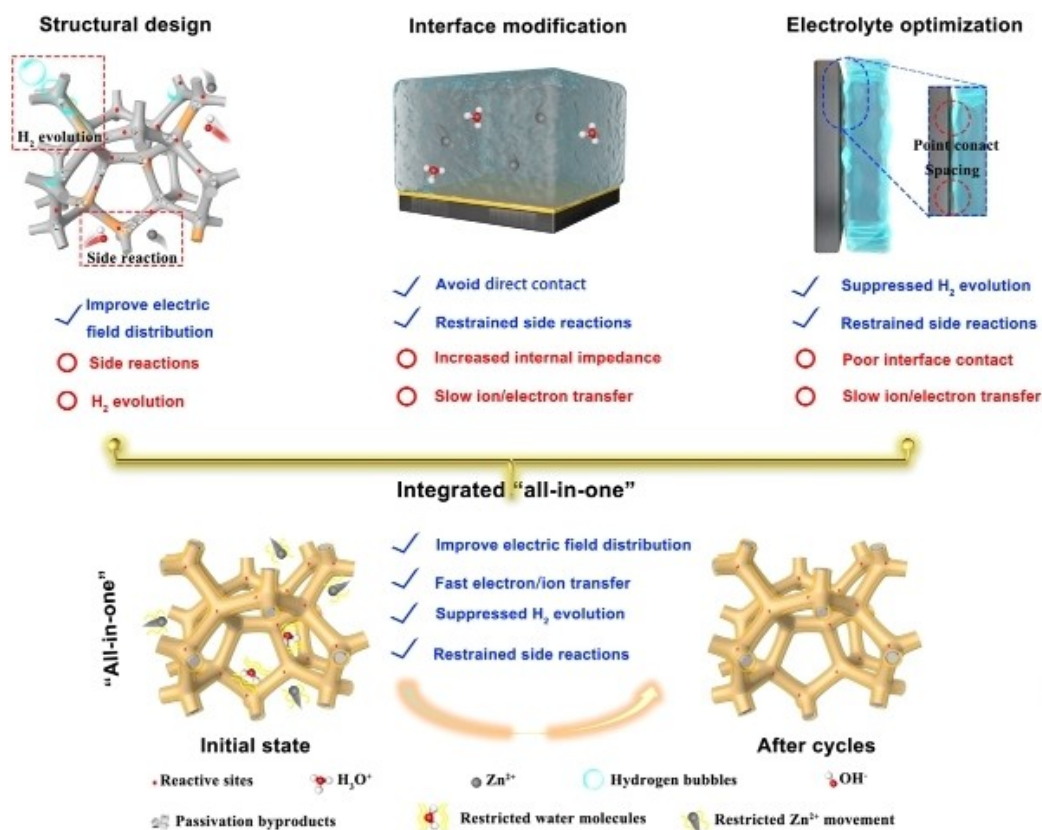 Structural design
Interface modification
Electrolyte optimization
H₂ evolution
Side reaction
Point conact
Spacing
Improve electric
field distribution
Side reactions
H₂ evolution
Avoid direct contact
Restrained side reactions
Increased internal impedance
Slow ion/electron transfer
Suppressed H₂ evolution
Restrained side reactions
Poor interface contact
Slow ion/electron transfer
Integrated “all-in-one”
“All-in-one”
Improve electric field distribution
Fast electron/ion transfer
Suppressed H₂ evolution
Restrained side reactions
Initial state
After cycles
Reactive sites
H₃O⁺
Zn²⁺
Hydrogen bubbles
OH⁻
Passivation byproducts
Restricted water molecules
Restricted Zn²⁺ movement